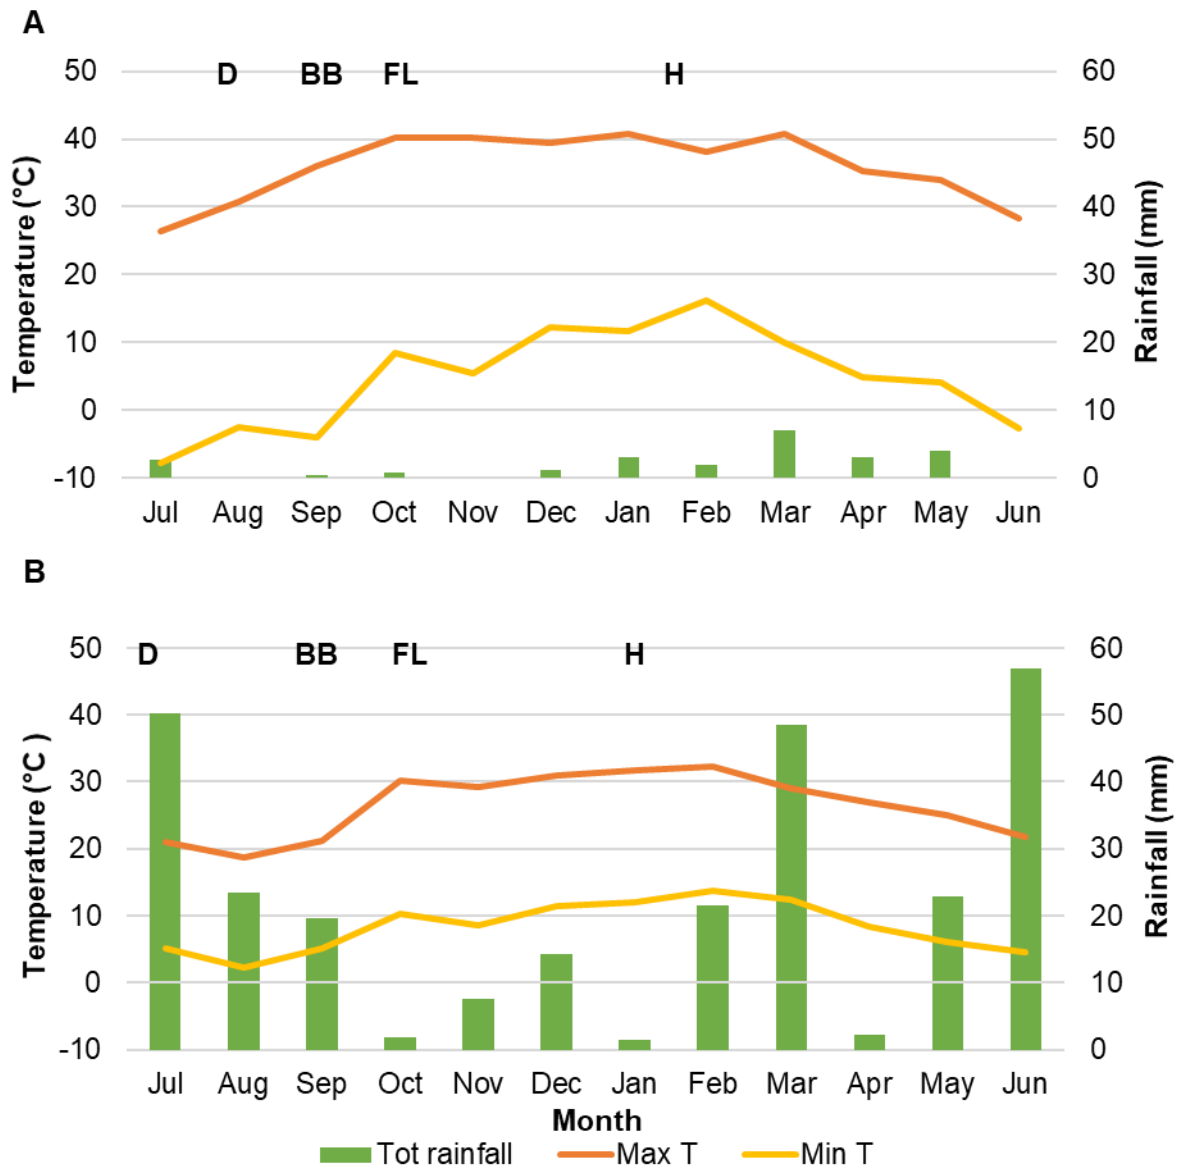 A
D BB FL H
50 60
40 50
30 40
20 30
10 20
0 10
-10 0
Temperature (°C)
Rainfall (mm)
Jul Aug Sep Oct Nov Dec Jan Feb Mar Apr May Jun
B
D BB FL H
50 60
40 50
30 40
20 30
10 20
0 10
-10 0
Temperature (°C )
Rainfall (mm)
Jul Aug Sep Oct Nov Dec Jan Feb Mar Apr May Jun
Month
Tot rainfall Max T Min T